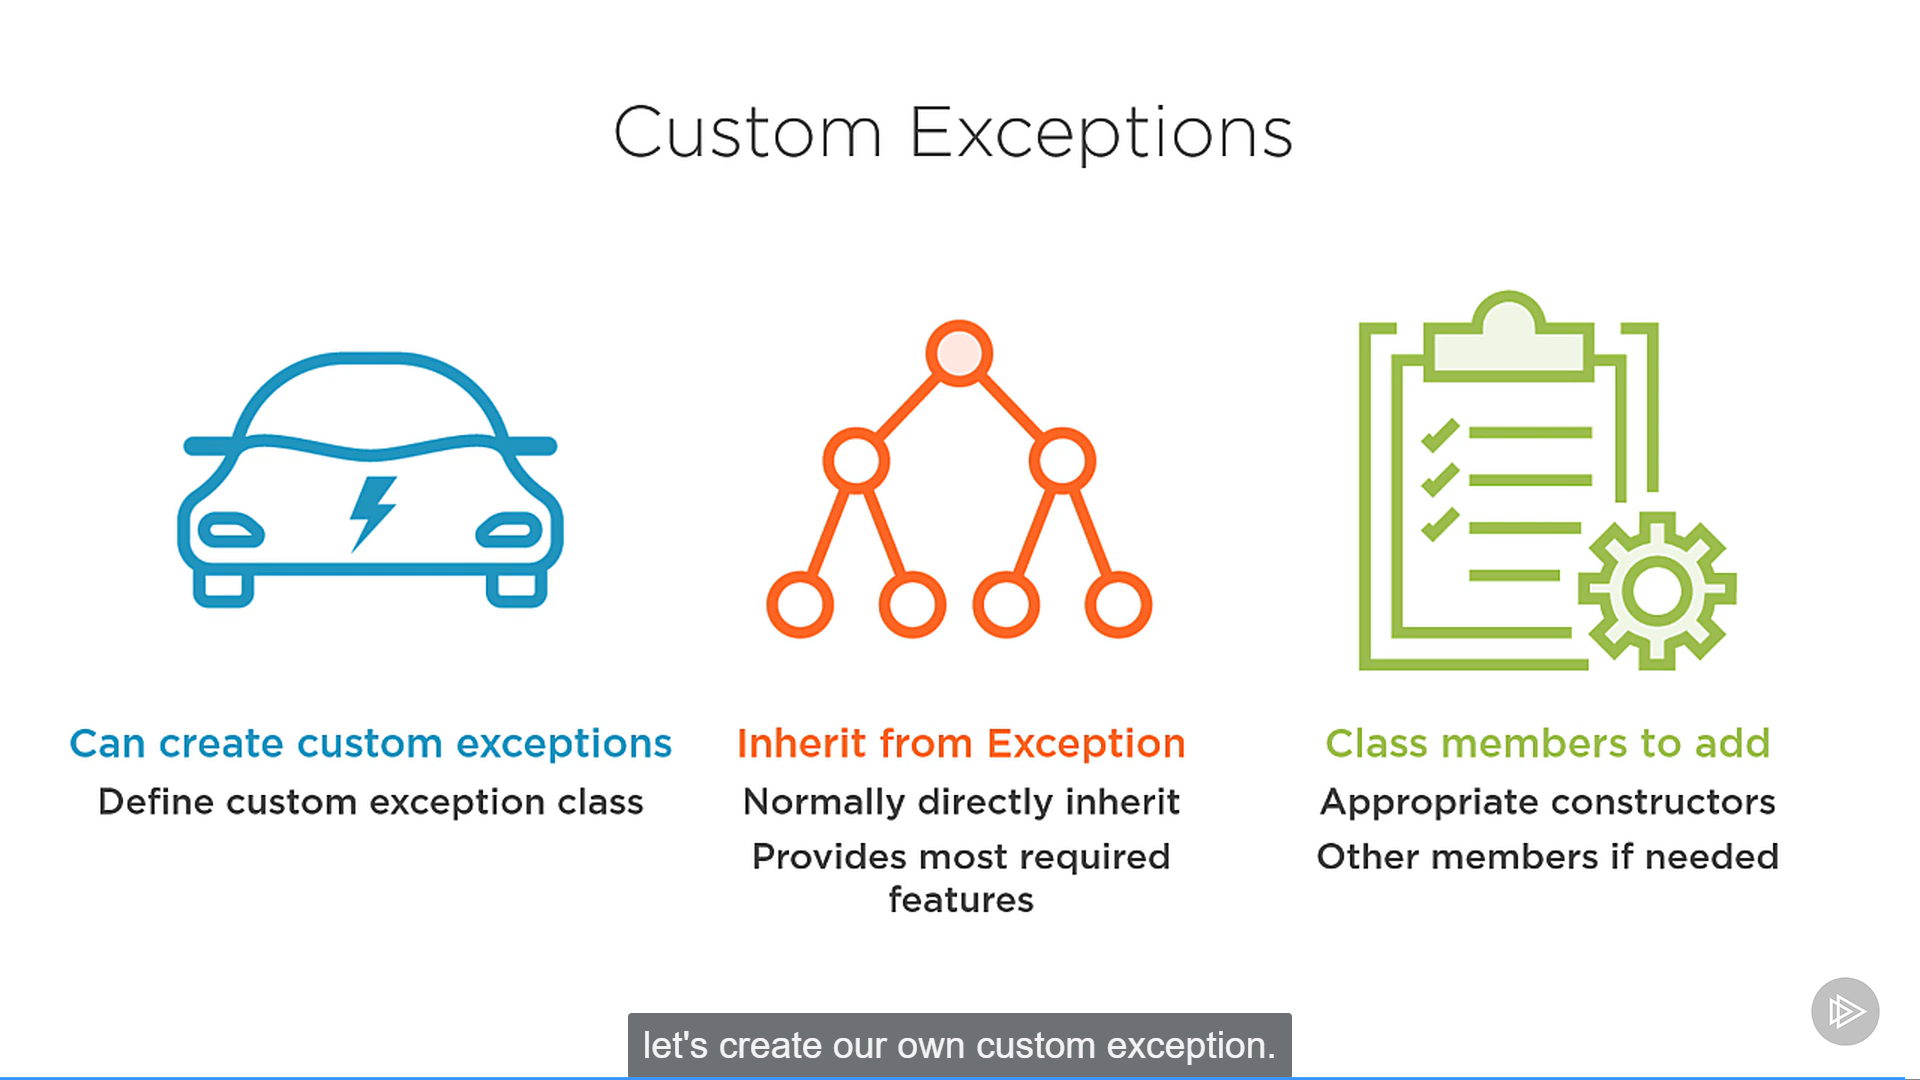 Custom Exceptions
Can create custom exceptions
Define custom exception class
Inherit from Exception
Normally directly inherit
Provides most required
features
Class members to add
Appropriate constructors
Other members if needed
let's create our own custom exception.